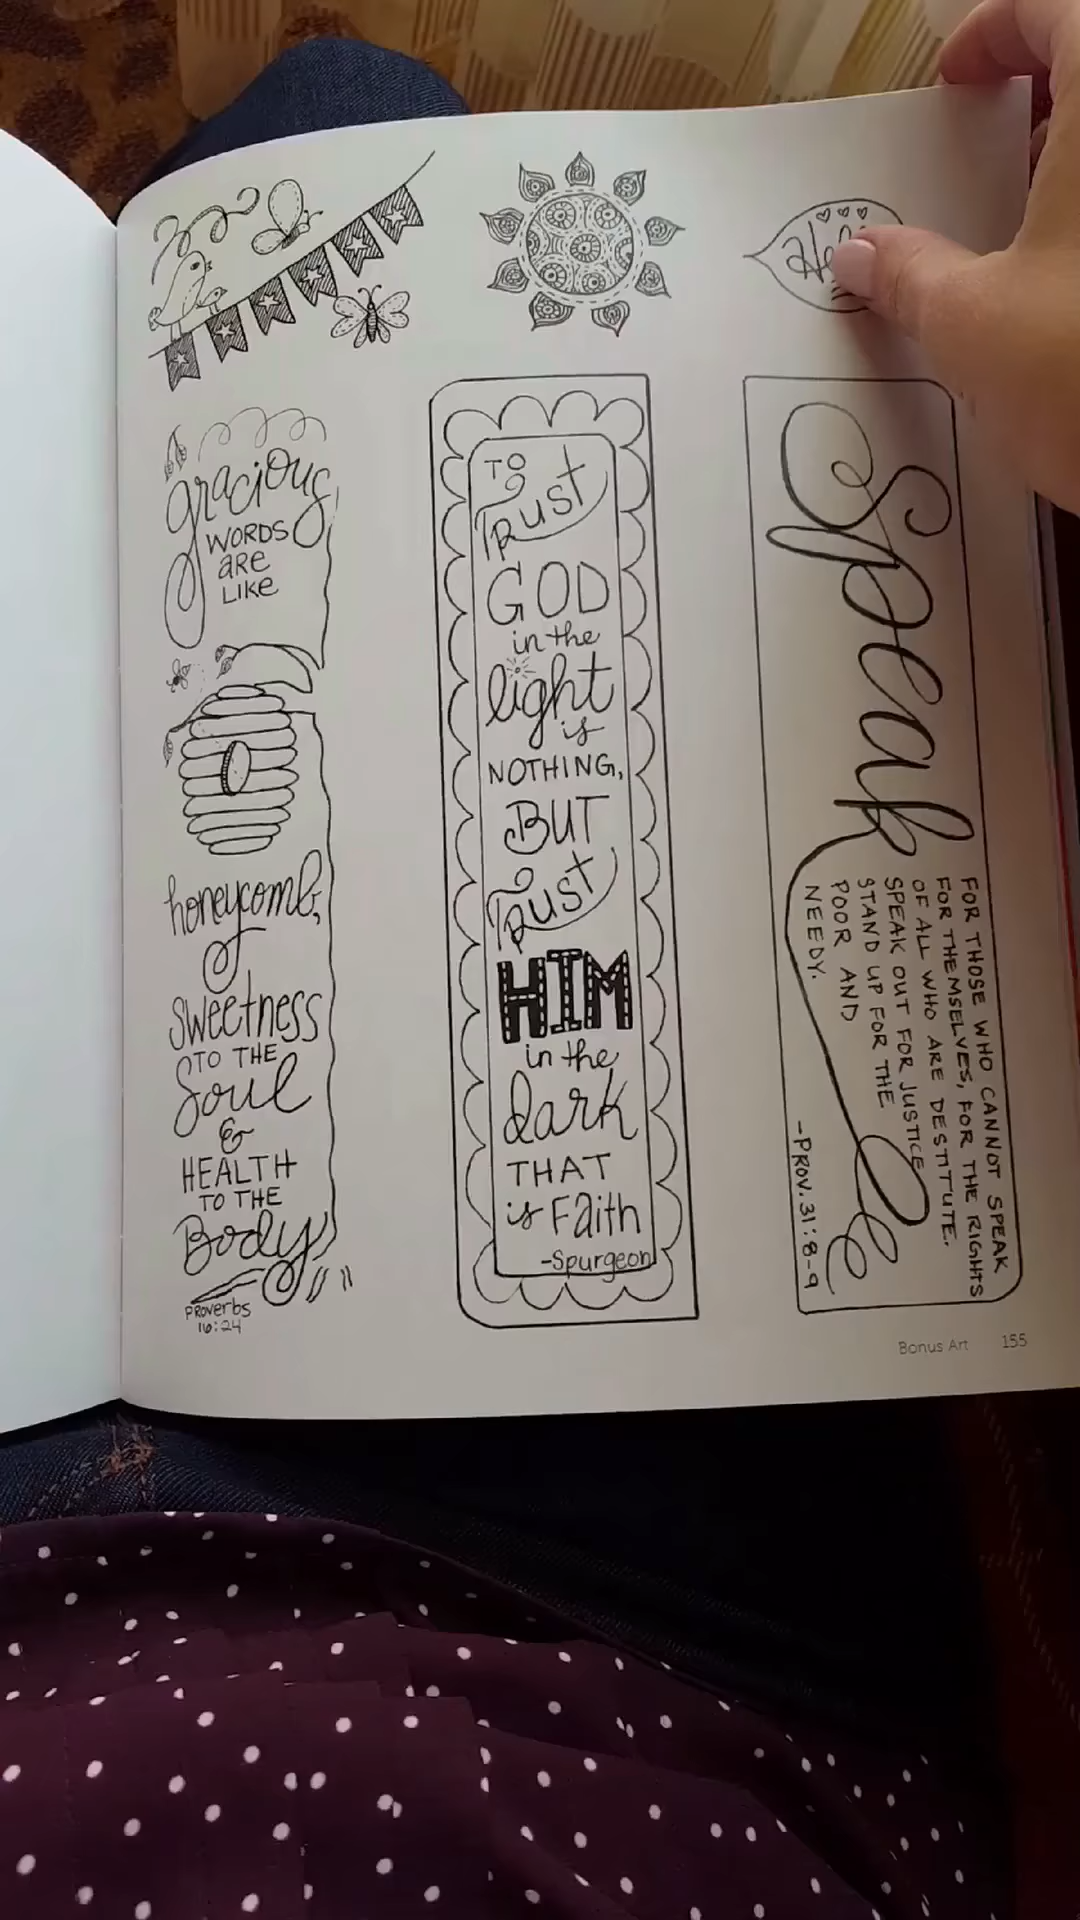 gracious
WORDS
are
LIKE
honeycomb,
sweetness
TO THE
Soul
&
HEALTH
TO THE
Body
PROVERBS
16:24
TO
Trust
GOD
in the
light
is
NOTHING,
BUT
Trust
HIM
in the
dark
THAT
is Faith
-Spurgeon
Speak
FOR THOSE WHO CANNOT SPEAK
FOR THEMSELVES, FOR THE RIGHTS
OF ALL WHO ARE DESTITUTE.
SPEAK OUT FOR JUSTICE
STAND UP FOR THE
POOR AND
NEEDY.
-PROV. 31:8-9
Bonus Art 155